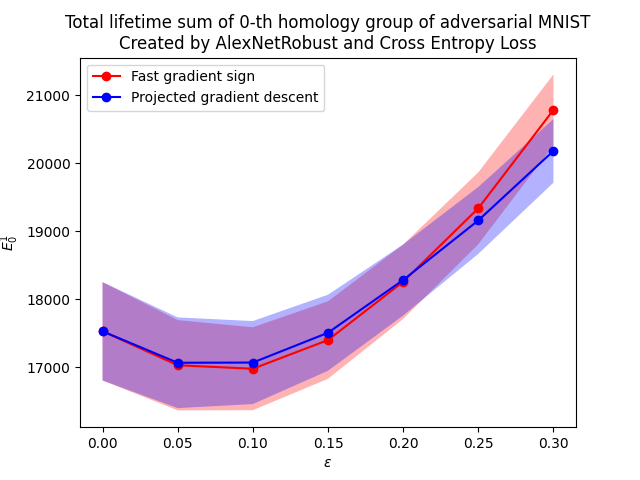 Total lifetime sum of 0-th homology group of adversarial MNIST
Created by AlexNetRobust and Cross Entropy Loss
Fast gradient sign
Projected gradient descent
21000
20000
19000
18000
17000
E₀¹
0.00 0.05 0.10 0.15 0.20 0.25 0.30
ε